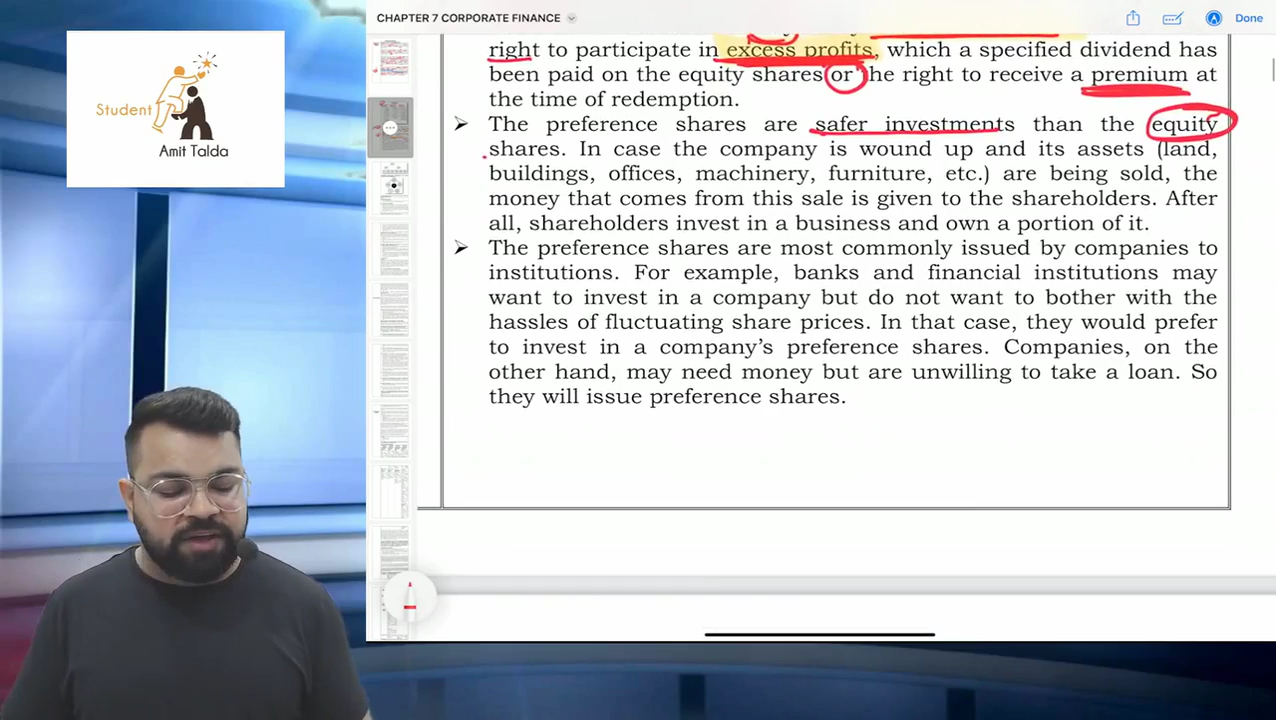 CHAPTER 7 CORPORATE FINANCE
Done
right to participate in excess profits, which a specified dividend has
been paid on the equity shares or the right to receive a premium at
the time of redemption.
➢ The preference shares are safer investments than the equity
shares. In case the company is wound up and its assets (land,
buildings, offices, machinery, furniture, etc.) are being sold, the
money that comes from this sale is given to the shareholders. After
all, shareholders invest in a business and own a portion of it.
➢ The preference shares are more commonly issued by companies to
institutions. For example, banks and financial institutions may
want to invest in a company but do not want to bother with the
hassle of fluctuating share prices. In that case, they would prefer
to invest in a company's preference shares. Companies, on the
other hand, may need money but are unwilling to take a loan. So
they will issue preference shares.
Student
Amit Talda